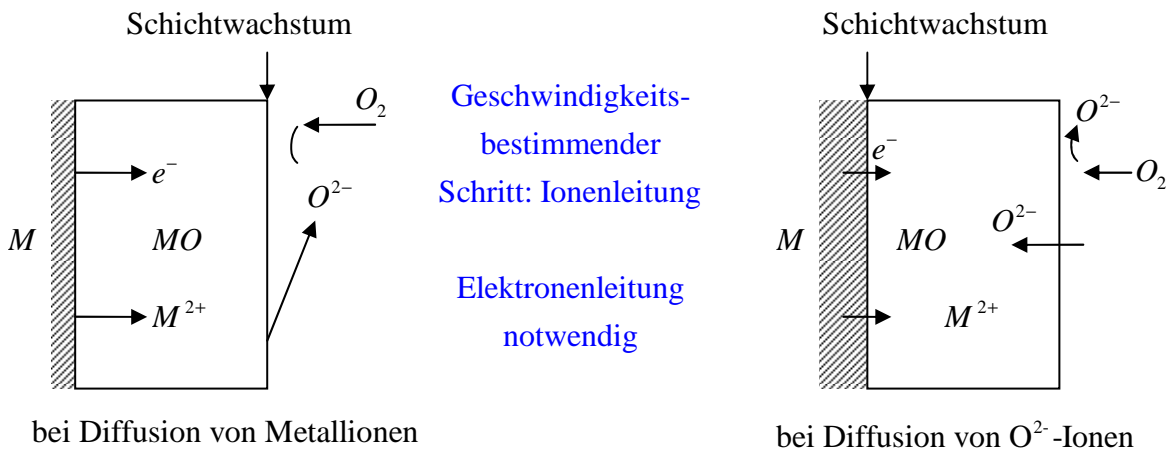 Schichtwachstum
O₂
e⁻
O²⁻
M
MO
M²⁺
bei Diffusion von Metallionen
Geschwindigkeits-
bestimmender
Schritt: Ionenleitung
Elektronenleitung
notwendig
Schichtwachstum
O²⁻
e⁻
O₂
O²⁻
M
MO
M²⁺
bei Diffusion von O²⁻-Ionen